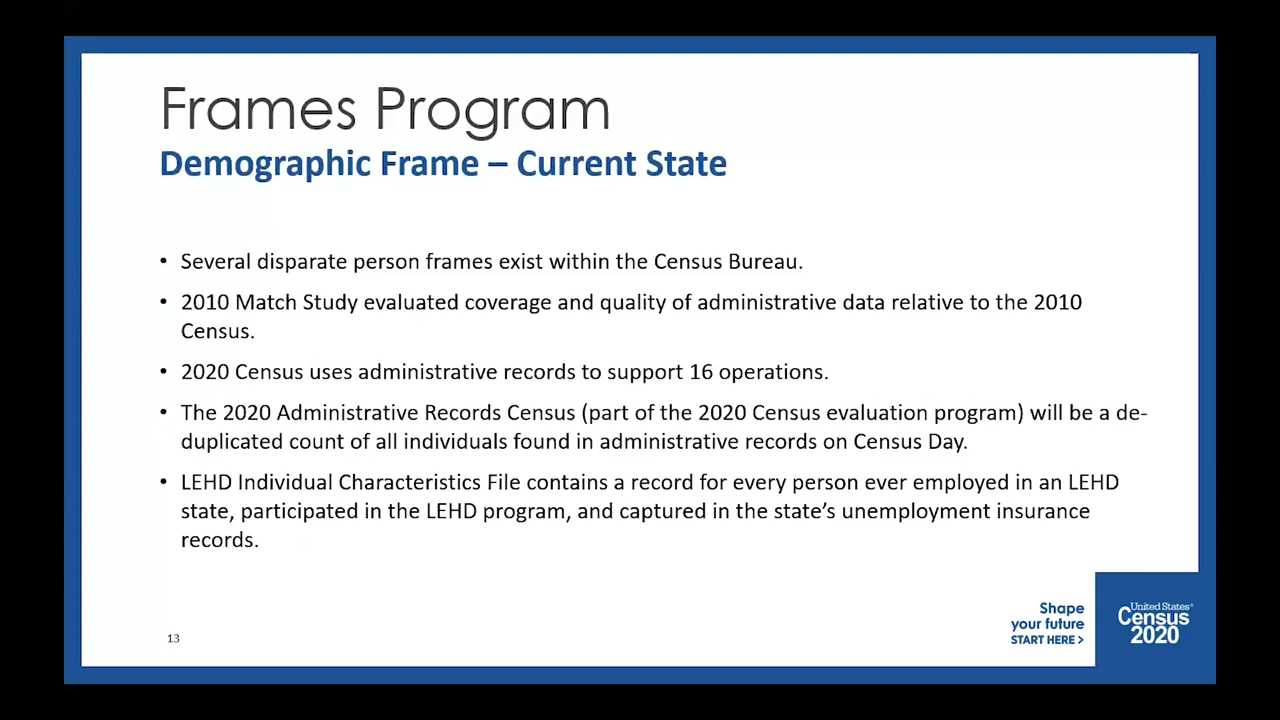 Frames Program
Demographic Frame – Current State
• Several disparate person frames exist within the Census Bureau.
• 2010 Match Study evaluated coverage and quality of administrative data relative to the 2010
Census.
• 2020 Census uses administrative records to support 16 operations.
• The 2020 Administrative Records Census (part of the 2020 Census evaluation program) will be a de-
duplicated count of all individuals found in administrative records on Census Day.
• LEHD Individual Characteristics File contains a record for every person ever employed in an LEHD
state, participated in the LEHD program, and captured in the state’s unemployment insurance
records.
13
Shape
your future
START HERE >
United States®
Census
2020